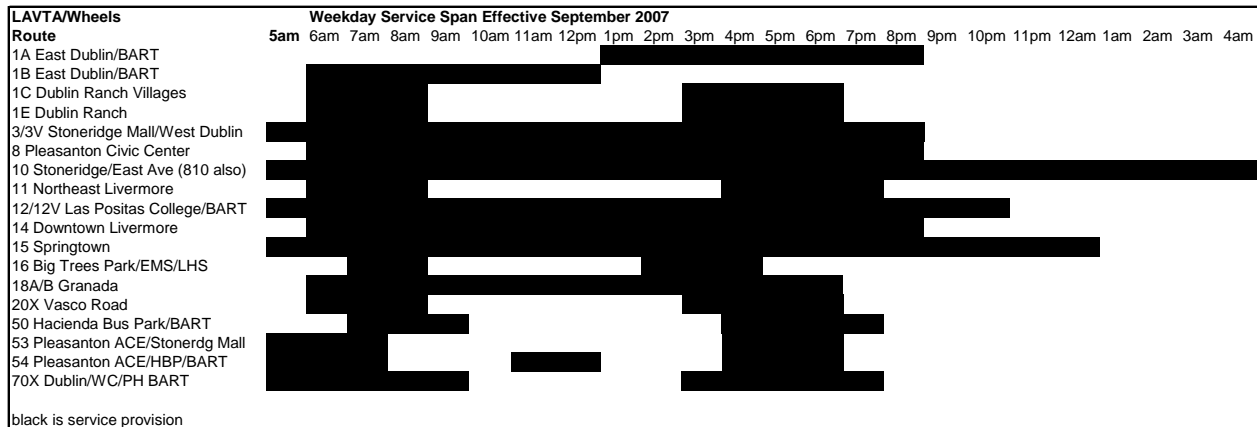 LAVTA/Wheels Weekday Service Span Effective September 2007
Route 5am 6am 7am 8am 9am 10am 11am 12pm 1pm 2pm 3pm 4pm 5pm 6pm 7pm 8pm 9pm 10pm 11pm 12am 1am 2am 3am 4am
1A East Dublin/BART
1B East Dublin/BART
1C Dublin Ranch Villages
1E Dublin Ranch
3/3V Stoneridge Mall/West Dublin
8 Pleasanton Civic Center
10 Stoneridge/East Ave (810 also)
11 Northeast Livermore
12/12V Las Positas College/BART
14 Downtown Livermore
15 Springtown
16 Big Trees Park/EMS/LHS
18A/B Granada
20X Vasco Road
50 Hacienda Bus Park/BART
53 Pleasanton ACE/Stonerdg Mall
54 Pleasanton ACE/HBP/BART
70X Dublin/WC/PH BART
black is service provision